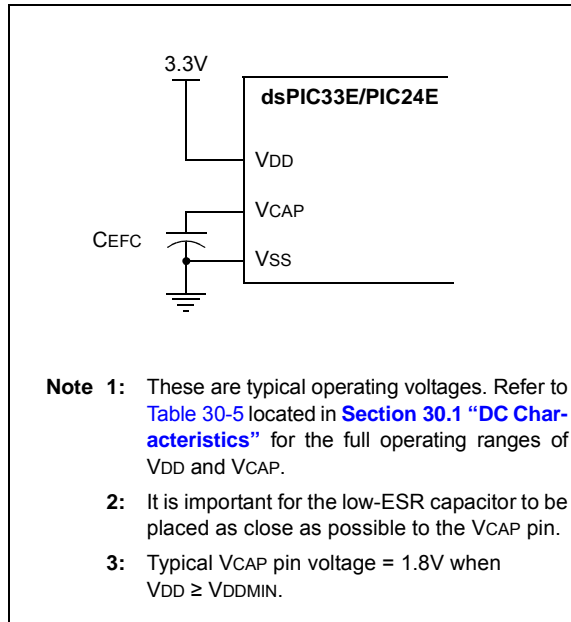 3.3V
dsPIC33E/PIC24E
VDD
VCAP
CEFC
VSS
Note 1: These are typical operating voltages. Refer to
Table 30-5 located in Section 30.1 “DC Char-
acteristics” for the full operating ranges of
VDD and VCAP.
2: It is important for the low-ESR capacitor to be
placed as close as possible to the VCAP pin.
3: Typical VCAP pin voltage = 1.8V when
VDD ≥ VDDMIN.